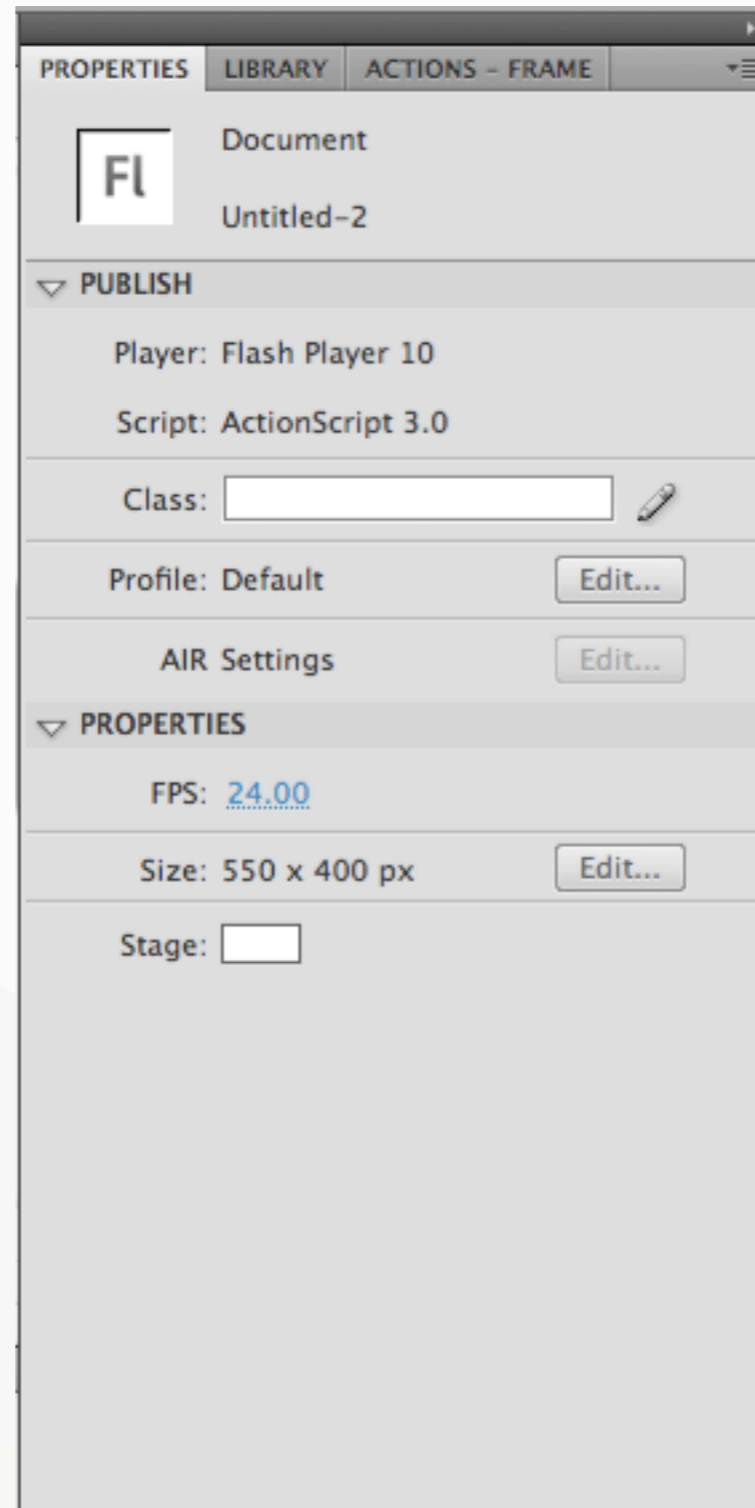 PROPERTIES LIBRARY ACTIONS – FRAME
Fl
Document
Untitled-2
PUBLISH
Player: Flash Player 10
Script: ActionScript 3.0
Class:
Profile: Default Edit...
AIR Settings Edit...
PROPERTIES
FPS: 24.00
Size: 550 x 400 px Edit...
Stage: